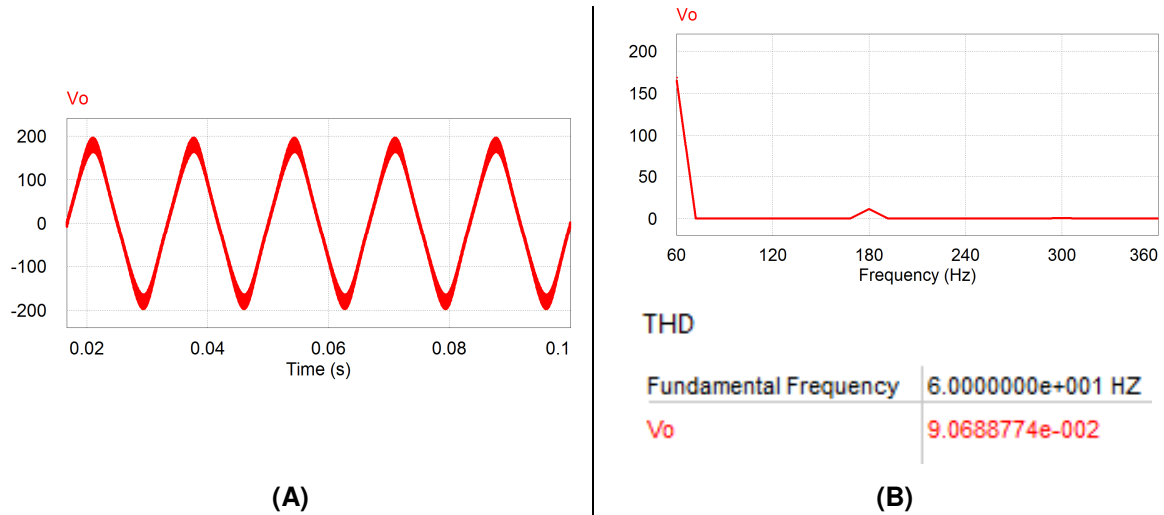 Vo
200
100
0
-100
-200
0.02 0.04 0.06 0.08 0.1
Time (s)
(A)
Vo
200
150
100
50
0
60 120 180 240 300 360
Frequency (Hz)
THD
Fundamental Frequency 6.0000000e+001 HZ
Vo 9.0688774e-002
(B)